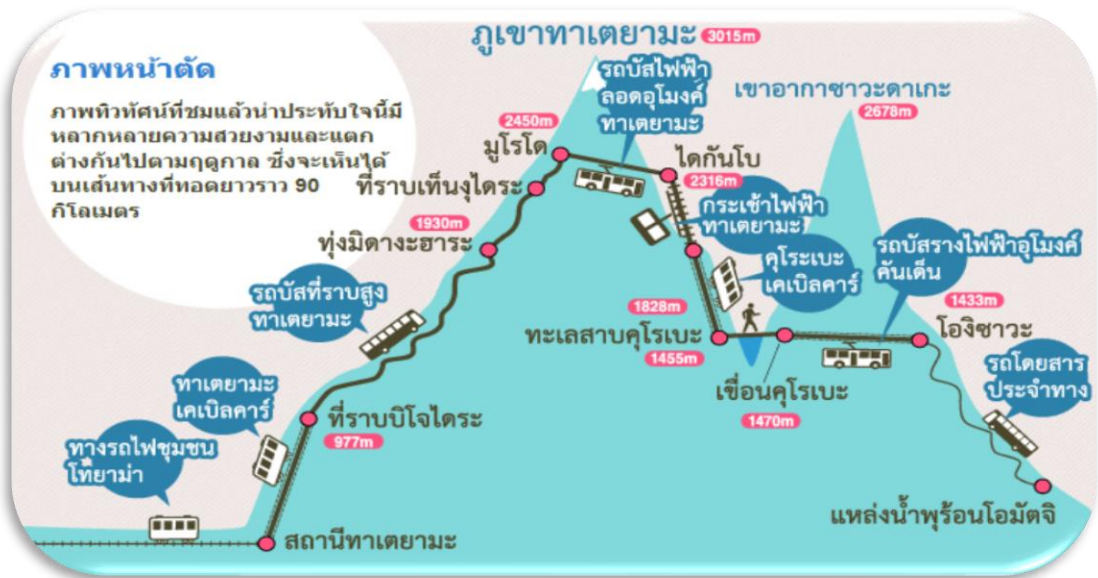 ภูเขาทาเตยามะ 3015m
ภาพหน้าตัด
ภาพทิวทัศน์ที่ชมแล้วน่าประทับใจนี้มี
หลากหลายความสวยงามและแตก
ต่างกันไปตามฤดูกาล ซึ่งจะเห็นได้
บนเส้นทางที่ทอดยาวราว 90
กิโลเมตร
รถบัสไฟฟ้า
ลอดอุโมงค์
ทาเตยามะ
เขาอากาซาวะดาเกะ
2678m
2450m
มูโรโด
ไดกันโบ
2316m
ที่ราบเท็นงุไดระ
กระเช้าไฟฟ้า
ทาเตยามะ
1930m
ทุ่งมิดางะฮาระ
คุโระเบะ
เคเบิลคาร์
รถบัสรางไฟฟ้าอุโมงค์
คันเด็น
รถบัสที่ราบสูง
ทาเตยามะ
1828m
1433m
ทะเลสาบคุโรเบะ
1455m
โอวงิซาวะ
เขื่อนคุโรเบะ
1470m
รถโดยสาร
ประจำทาง
ทาเตยามะ
เคเบิลคาร์
ที่ราบบิโจไดระ
977m
ทางรถไฟชุมชน
โทยาม่า
แหล่งน้ำพุร้อนโอมัตจิ
สถานีทาเตยามะ